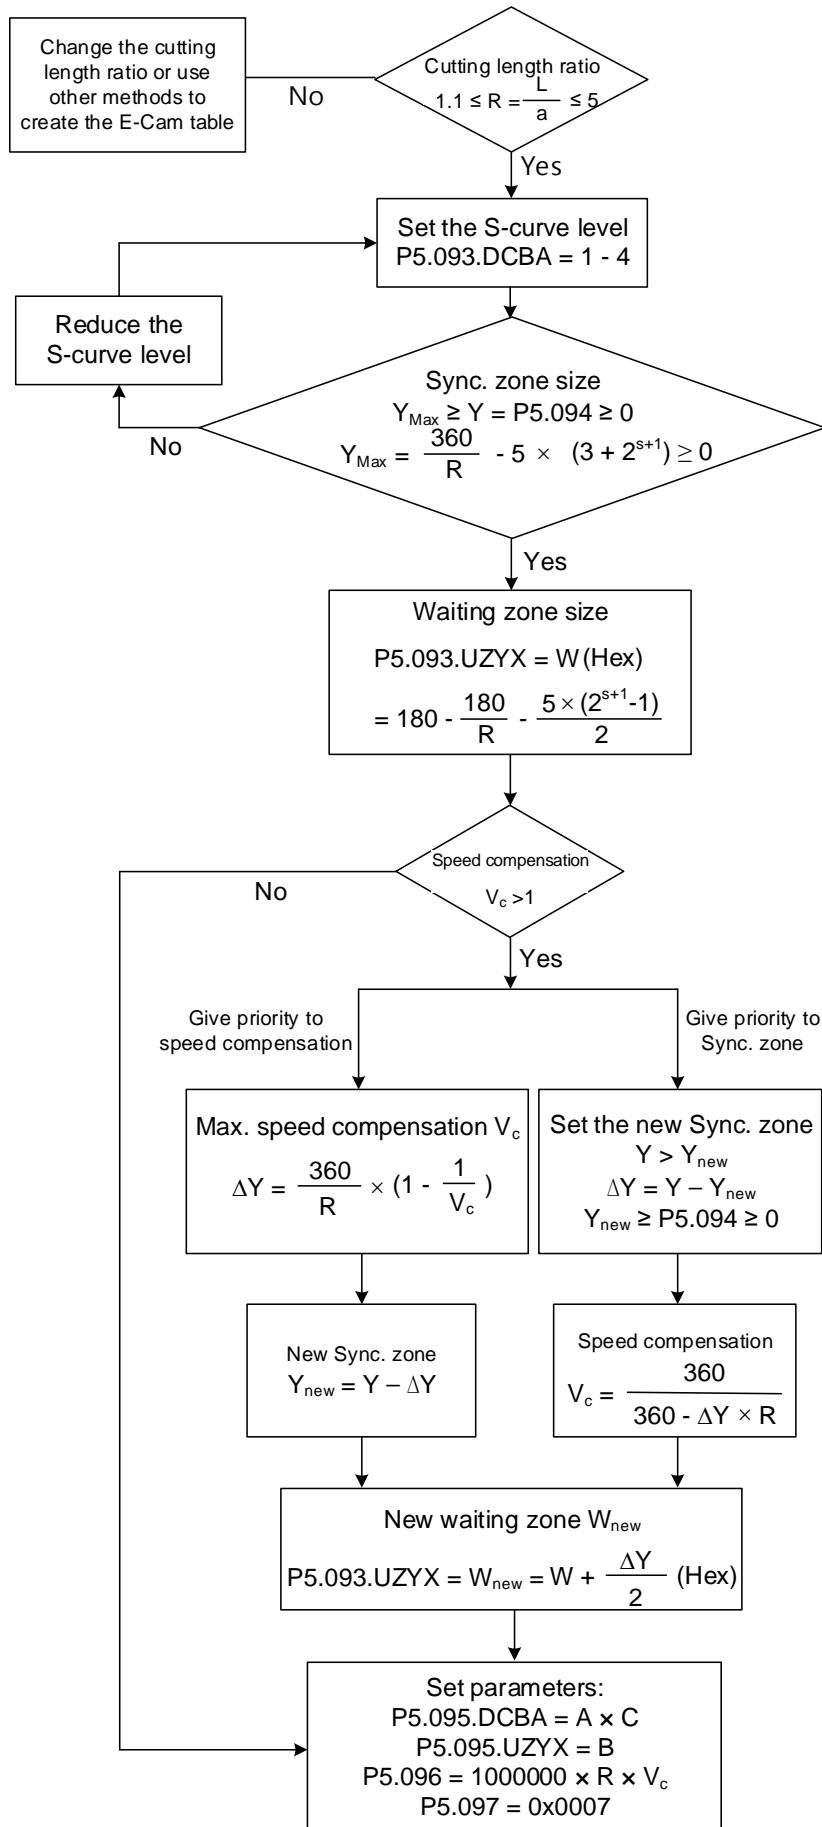 Change the cutting
length ratio or use
other methods to
create the E-Cam table
No
Cutting length ratio
1.1 ≤ R = L/a ≤ 5
Yes
Set the S-curve level
P5.093.DCBA = 1 - 4
Reduce the
S-curve level
No
Sync. zone size
Y_Max ≥ Y = P5.094 ≥ 0
Y_Max = 360/R - 5 × (3 + 2^{s+1}) ≥ 0
Yes
Waiting zone size
P5.093.UZYX = W (Hex)
= 180 - 180/R - 5 × (2^{s+1}-1)/2
Speed compensation
V_c >1
No
Yes
Give priority to
speed compensation
Give priority to
Sync. zone
Max. speed compensation V_c
ΔY = 360/R × (1 - 1/V_c)
Set the new Sync. zone
Y > Y_new
ΔY = Y – Y_new
Y_new ≥ P5.094 ≥ 0
New Sync. zone
Y_new = Y – ΔY
Speed compensation
V_c = 360/(360 - ΔY × R)
New waiting zone W_new
P5.093.UZYX = W_new = W + ΔY/2 (Hex)
Set parameters:
P5.095.DCBA = A × C
P5.095.UZYX = B
P5.096 = 1000000 × R × V_c
P5.097 = 0x0007